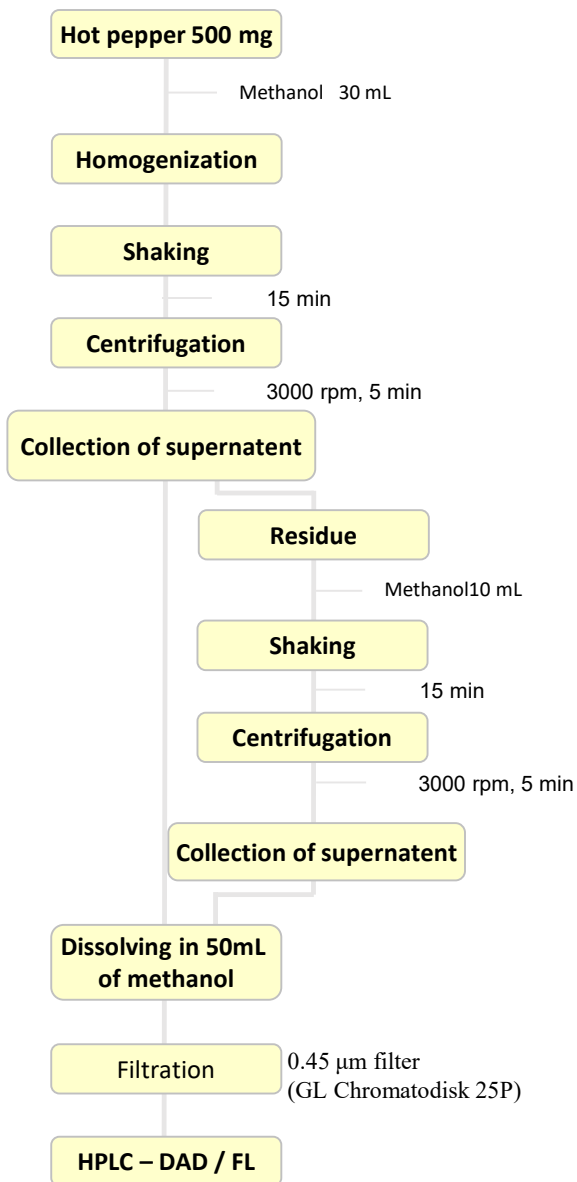 Hot pepper 500 mg
Methanol   30 mL
Homogenization
Shaking
15 min
Centrifugation
3000 rpm, 5 min
Collection of supernatent
Residue
Methanol10 mL
Shaking
15 min
Centrifugation
3000 rpm, 5 min
Collection of supernatent
Dissolving in 50mL
of methanol
Filtration
0.45 μm filter
(GL Chromatodisk 25P)
HPLC – DAD / FL